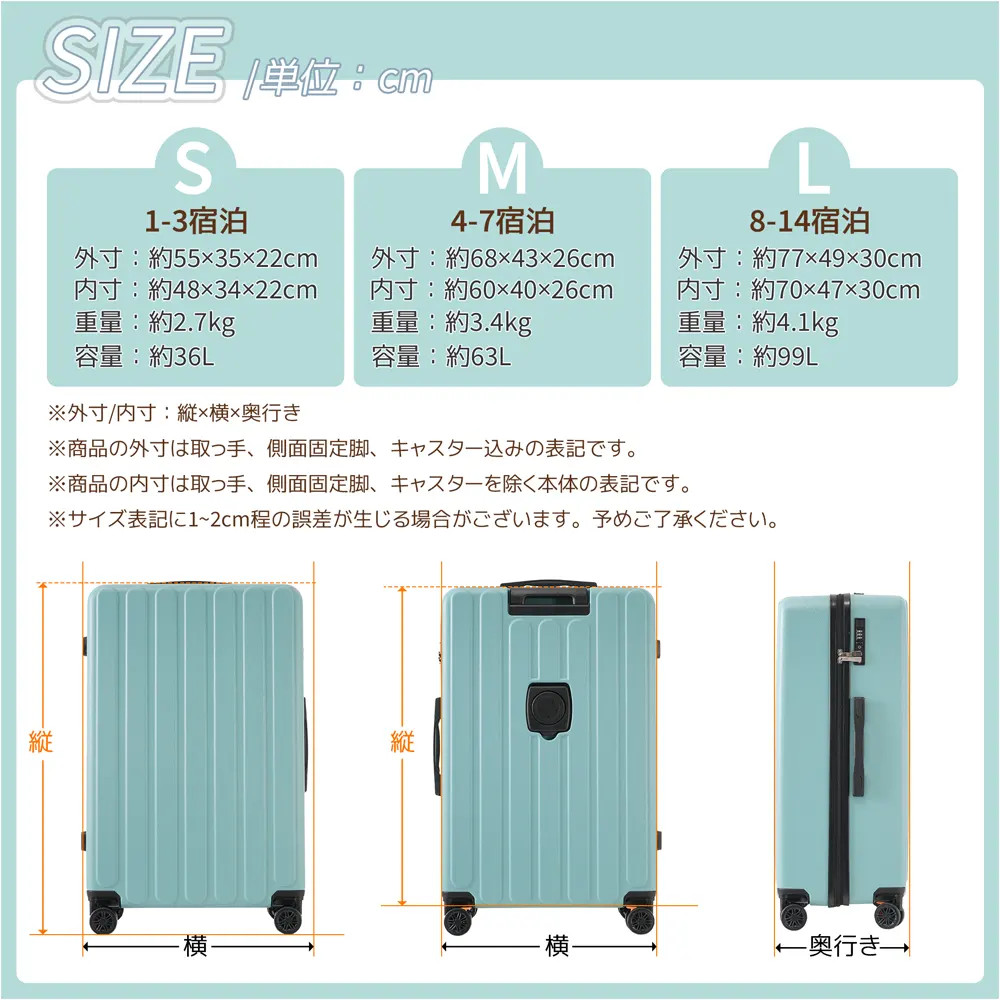 SIZE /単位：cm
S
1-3宿泊
外寸：約55×35×22cm
内寸：約48×34×22cm
重量：約2.7kg
容量：約36L
M
4-7宿泊
外寸：約68×43×26cm
内寸：約60×40×26cm
重量：約3.4kg
容量：約63L
L
8-14宿泊
外寸：約77×49×30cm
内寸：約70×47×30cm
重量：約4.1kg
容量：約99L
※外寸/内寸：縦×横×奥行き
※商品の外寸は取っ手、側面固定脚、キャスター込みの表記です。
※商品の内寸は取っ手、側面固定脚、キャスターを除く本体の表記です。
※サイズ表記に1~2cm程の誤差が生じる場合がございます。予めご了承ください。
縦
横
縦
横
奥行き